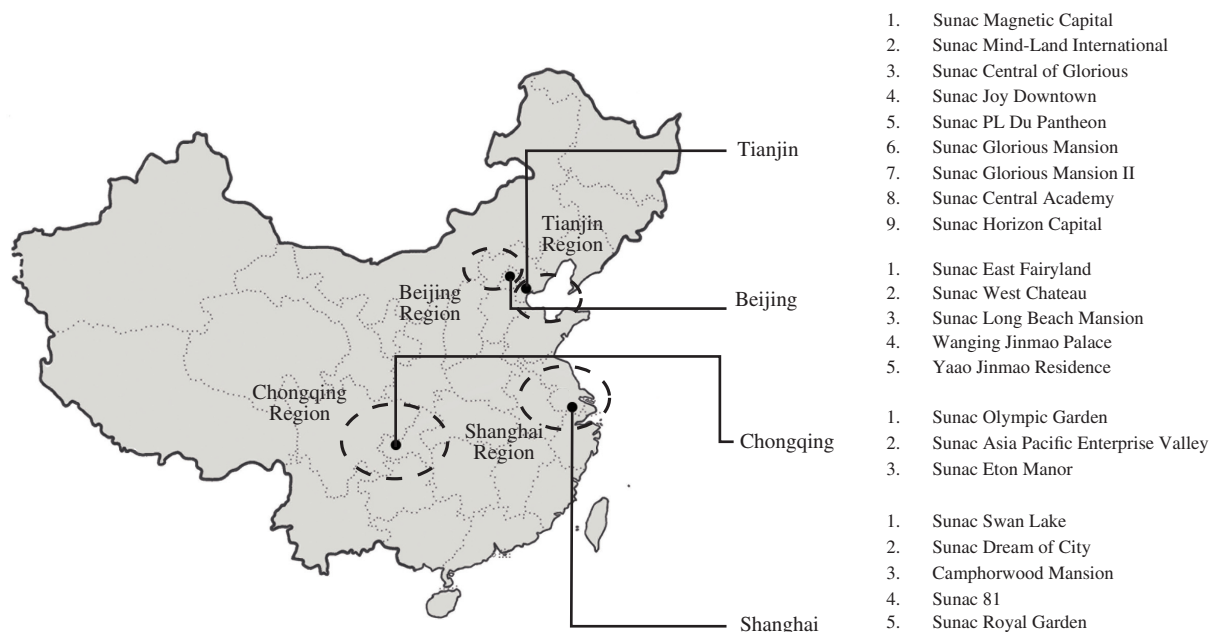 Tianjin
Tianjin
Region
Beijing
Region
Beijing
Chongqing
Region
Shanghai
Region
Chongqing
Shanghai
1. Sunac Magnetic Capital
2. Sunac Mind-Land International
3. Sunac Central of Glorious
4. Sunac Joy Downtown
5. Sunac PL Du Pantheon
6. Sunac Glorious Mansion
7. Sunac Glorious Mansion II
8. Sunac Central Academy
9. Sunac Horizon Capital
1. Sunac East Fairyland
2. Sunac West Chateau
3. Sunac Long Beach Mansion
4. Wanging Jinmao Palace
5. Yaao Jinmao Residence
1. Sunac Olympic Garden
2. Sunac Asia Pacific Enterprise Valley
3. Sunac Eton Manor
1. Sunac Swan Lake
2. Sunac Dream of City
3. Camphorwood Mansion
4. Sunac 81
5. Sunac Royal Garden